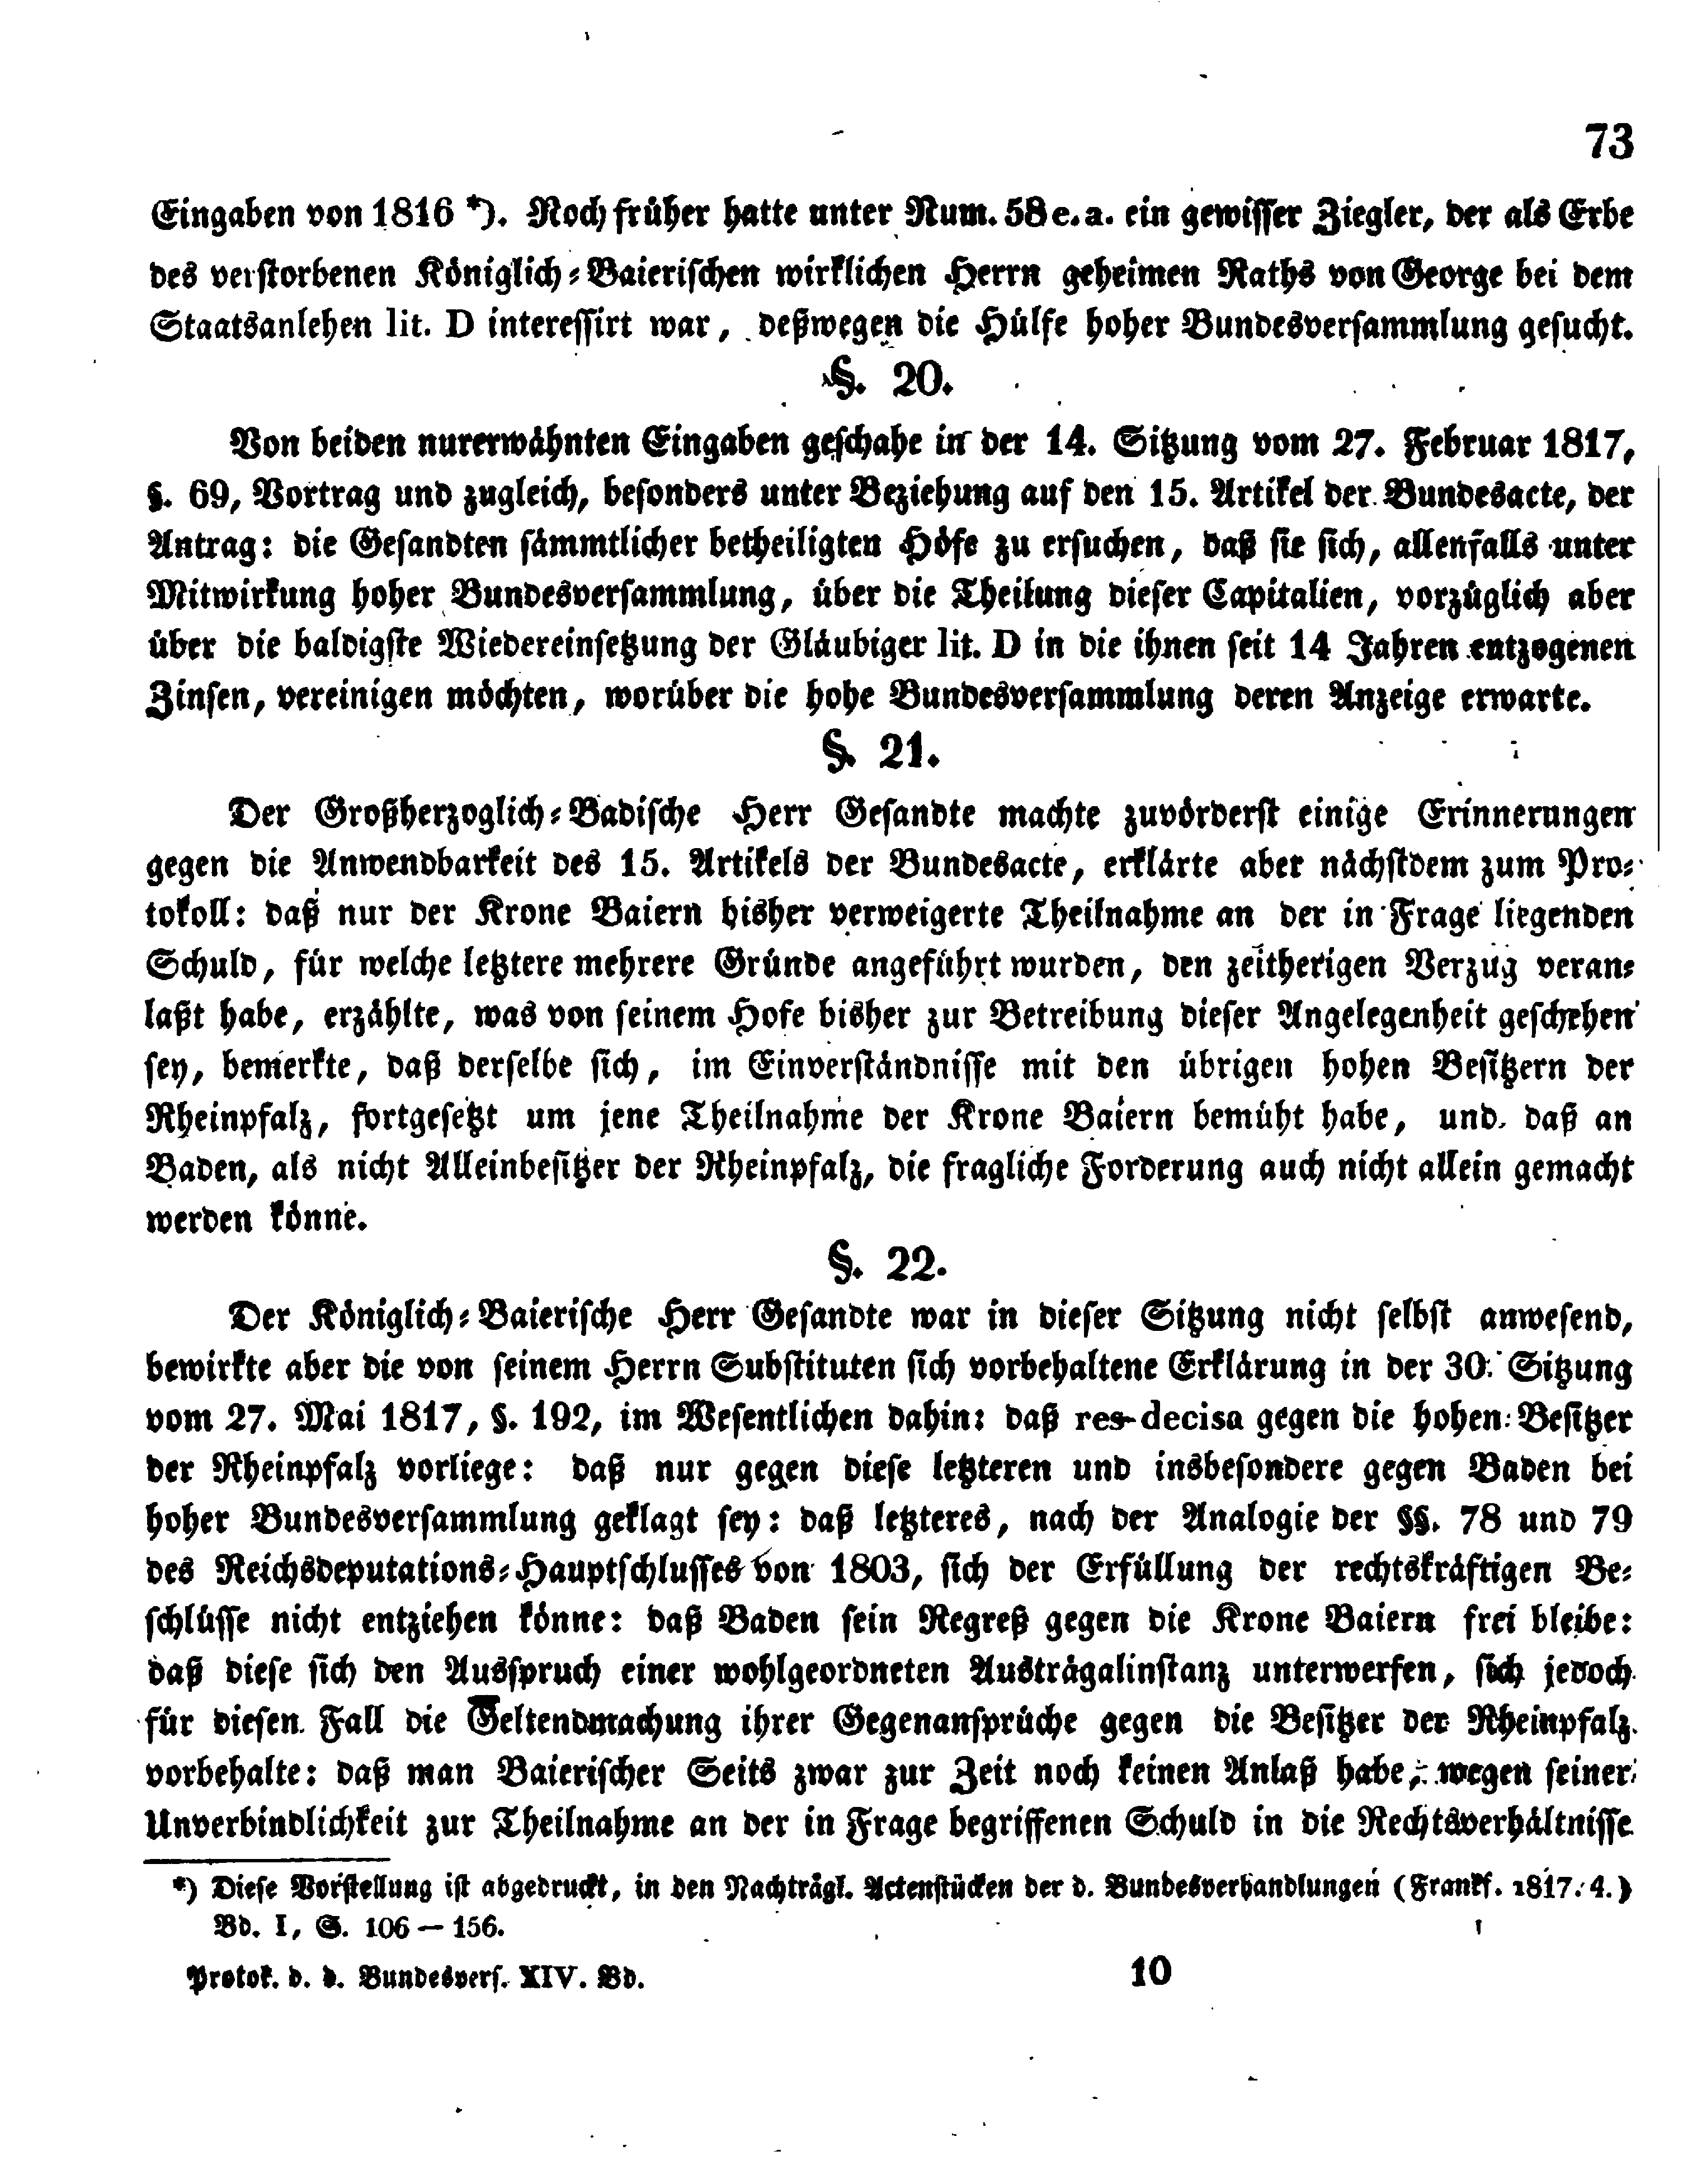 73
Eingaben von 1816 *). Noch früher hatte unter Num. 58 e. a. ein gewisser Ziegler, der als Erbe
des verstorbenen Königlich-Baierischen wirklichen Herrn geheimen Raths von George bei dem
Staatsanlehen lit. D interessirt war, deßwegen die Hülfe hoher Bundesversammlung gesucht.
§. 20.
Von beiden nurerwähnten Eingaben geschahe in der 14. Sitzung vom 27. Februar 1817,
§. 69, Vortrag und zugleich, besonders unter Beziehung auf den 15. Artikel der Bundesacte, der
Antrag: die Gesandten sämmtlicher betheiligten Höfe zu ersuchen, daß sie sich, allenfalls unter
Mitwirkung hoher Bundesversammlung, über die Theilung dieser Capitalien, vorzüglich aber
über die baldigste Wiedereinsetzung der Gläubiger lit. D in die ihnen seit 14 Jahren entzogenen
Zinsen, vereinigen möchten, worüber die hohe Bundesversammlung deren Anzeige erwarte.
§. 21.
Der Großherzoglich-Badische Herr Gesandte machte zuvörderst einige Erinnerungen
gegen die Anwendbarkeit des 15. Artikels der Bundesacte, erklärte aber nächstdem zum Pro-
tokoll: daß nur der Krone Baiern bisher verweigerte Theilnahme an der in Frage liegenden
Schuld, für welche letztere mehrere Gründe angeführt wurden, den zeitherigen Verzug veran-
laßt habe, erzählte, was von seinem Hofe bisher zur Betreibung dieser Angelegenheit geschehen
sey, bemerkte, daß derselbe sich, im Einverständnisse mit den übrigen hohen Besitzern der
Rheinpfalz, fortgesetzt um jene Theilnahme der Krone Baiern bemüht habe, und daß an
Baden, als nicht Alleinbesitzer der Rheinpfalz, die fragliche Forderung auch nicht allein gemacht
werden könne.
§. 22.
Der Königlich-Baierische Herr Gesandte war in dieser Sitzung nicht selbst anwesend,
bewirkte aber die von seinem Herrn Substituten sich vorbehaltene Erklärung in der 30. Sitzung
vom 27. Mai 1817, §. 192, im Wesentlichen dahin: daß res decisa gegen die hohen Besitzer
der Rheinpfalz vorliege: daß nur gegen diese letzteren und insbesondere gegen Baden bei
hoher Bundesversammlung geklagt sey: daß letzteres, nach der Analogie der §§. 78 und 79
des Reichsdeputations-Hauptschlusses von 1803, sich der Erfüllung der rechtskräftigen Be-
schlüsse nicht entziehen könne: daß Baden sein Regreß gegen die Krone Baiern frei bleibe:
daß diese sich den Ausspruch einer wohlgeordneten Austrägalinstanz unterwerfen, sich jedoch
für diesen Fall die Geltendmachung ihrer Gegenansprüche gegen die Besitzer der Rheinpfalz
vorbehalte: daß man Baierischer Seits zwar zur Zeit noch keinen Anlaß habe, wegen seiner
Unverbindlichkeit zur Theilnahme an der in Frage begriffenen Schuld in die Rechtsverhältnisse
*) Diese Vorstellung ist abgedruckt, in den Nachträgl. Actenstücken der d. Bundesverhandlungen (Frankf. 1817. 4.)
Bd. I, S. 106 — 156.
Protok. d. d. Bundesvers. XIV. Bd. 10